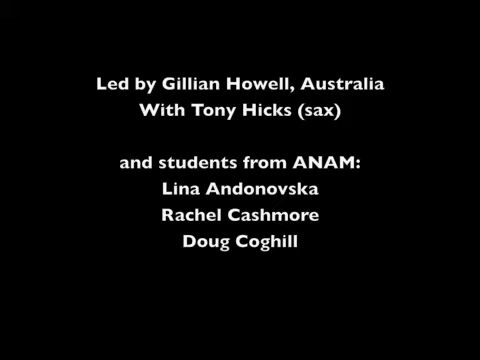 Led by Gillian Howell, Australia
With Tony Hicks (sax)
and students from ANAM:
Lina Andonovska
Rachel Cashmore
Doug Coghill